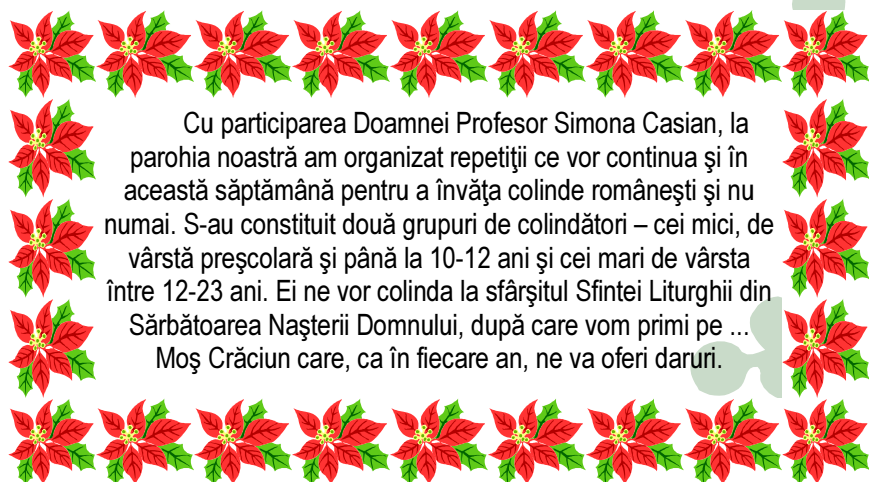 Cu participarea Doamnei Profesor Simona Casian, la
parohia noastră am organizat repetiţii ce vor continua şi în
această săptămână pentru a învăţa colinde româneşti şi nu
numai. S-au constituit două grupuri de colindători – cei mici, de
vârstă preşcolară şi până la 10-12 ani şi cei mari de vârsta
între 12-23 ani. Ei ne vor colinda la sfârşitul Sfintei Liturghii din
Sărbătoarea Naşterii Domnului, după care vom primi pe ...
Moş Crăciun care, ca în fiecare an, ne va oferi daruri.